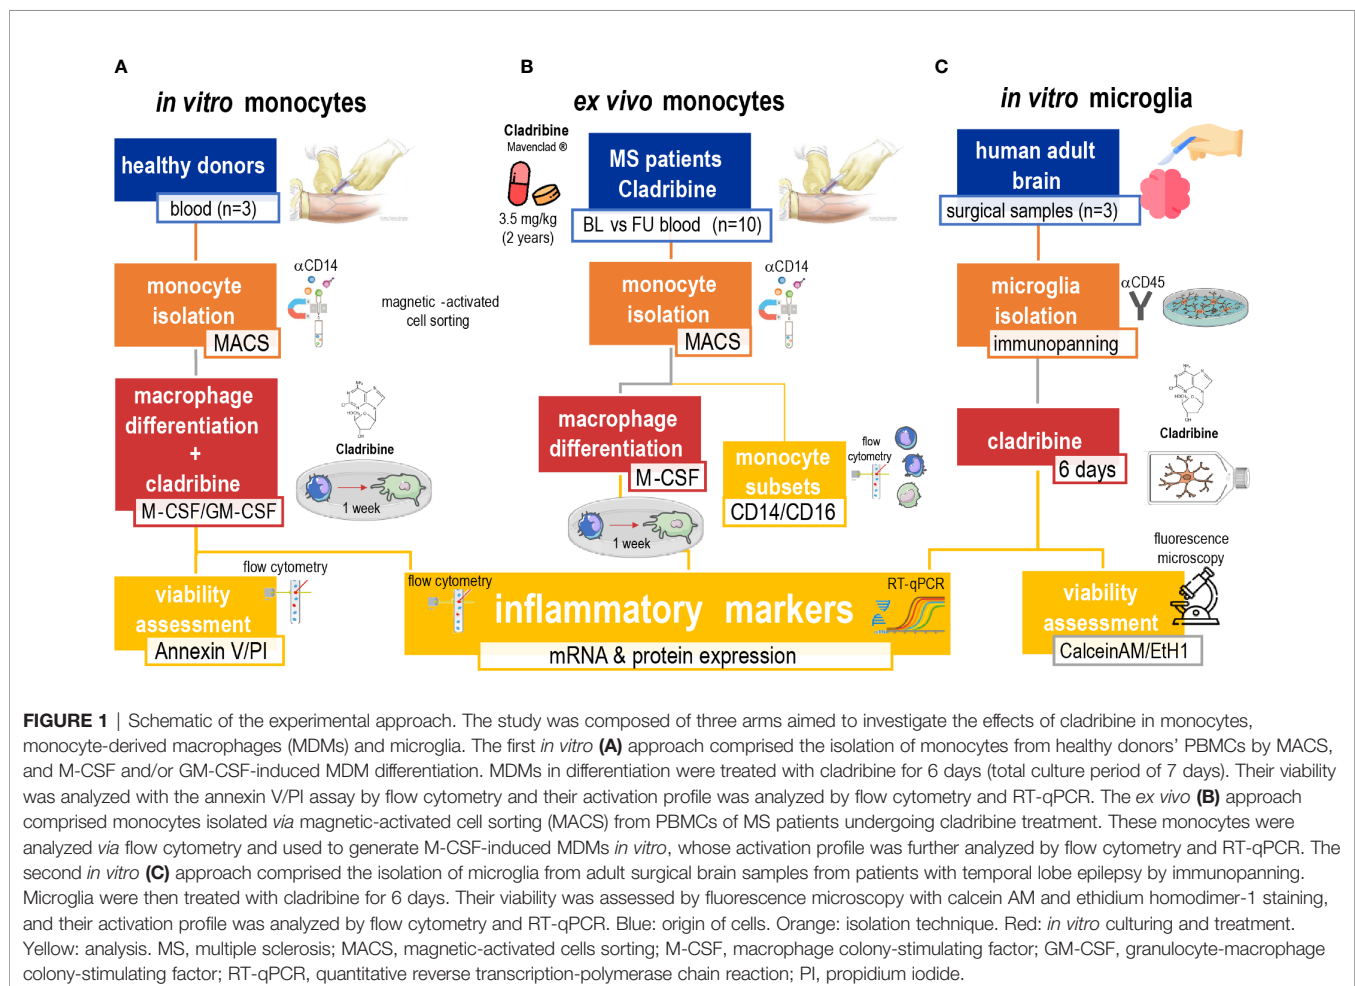 A
in vitro monocytes
healthy donors
blood (n=3)
αCD14
monocyte
isolation
MACS
magnetic -activated
cell sorting
macrophage
differentiation
+
cladribine
M-CSF/GM-CSF
Cladribine
1 week
viability
assessment
Annexin V/PI
flow cytometry
B
ex vivo monocytes
Cladribine
Mavenclad ®
3.5 mg/kg
(2 years)
MS patients
Cladribine
BL vs FU blood (n=10)
αCD14
monocyte
isolation
MACS
macrophage
differentiation
M-CSF
1 week
monocyte
subsets
CD14/CD16
flow
cytometry
flow cytometry
inflammatory markers
RT-qPCR
mRNA & protein expression
C
in vitro microglia
human adult
brain
surgical samples (n=3)
microglia
isolation
immunopanning
αCD45
cladribine
6 days
Cladribine
fluorescence
microscopy
viability
assessment
CalceinAM/EtH1
FIGURE 1 | Schematic of the experimental approach. The study was composed of three arms aimed to investigate the effects of cladribine in monocytes,
monocyte-derived macrophages (MDMs) and microglia. The first in vitro (A) approach comprised the isolation of monocytes from healthy donors’ PBMCs by MACS,
and M-CSF and/or GM-CSF-induced MDM differentiation. MDMs in differentiation were treated with cladribine for 6 days (total culture period of 7 days). Their viability
was analyzed with the annexin V/PI assay by flow cytometry and their activation profile was analyzed by flow cytometry and RT-qPCR. The ex vivo (B) approach
comprised monocytes isolated via magnetic-activated cell sorting (MACS) from PBMCs of MS patients undergoing cladribine treatment. These monocytes were
analyzed via flow cytometry and used to generate M-CSF-induced MDMs in vitro, whose activation profile was further analyzed by flow cytometry and RT-qPCR. The
second in vitro (C) approach comprised the isolation of microglia from adult surgical brain samples from patients with temporal lobe epilepsy by immunopanning.
Microglia were then treated with cladribine for 6 days. Their viability was assessed by fluorescence microscopy with calcein AM and ethidium homodimer-1 staining,
and their activation profile was analyzed by flow cytometry and RT-qPCR. Blue: origin of cells. Orange: isolation technique. Red: in vitro culturing and treatment.
Yellow: analysis. MS, multiple sclerosis; MACS, magnetic-activated cells sorting; M-CSF, macrophage colony-stimulating factor; GM-CSF, granulocyte-macrophage
colony-stimulating factor; RT-qPCR, quantitative reverse transcription-polymerase chain reaction; PI, propidium iodide.